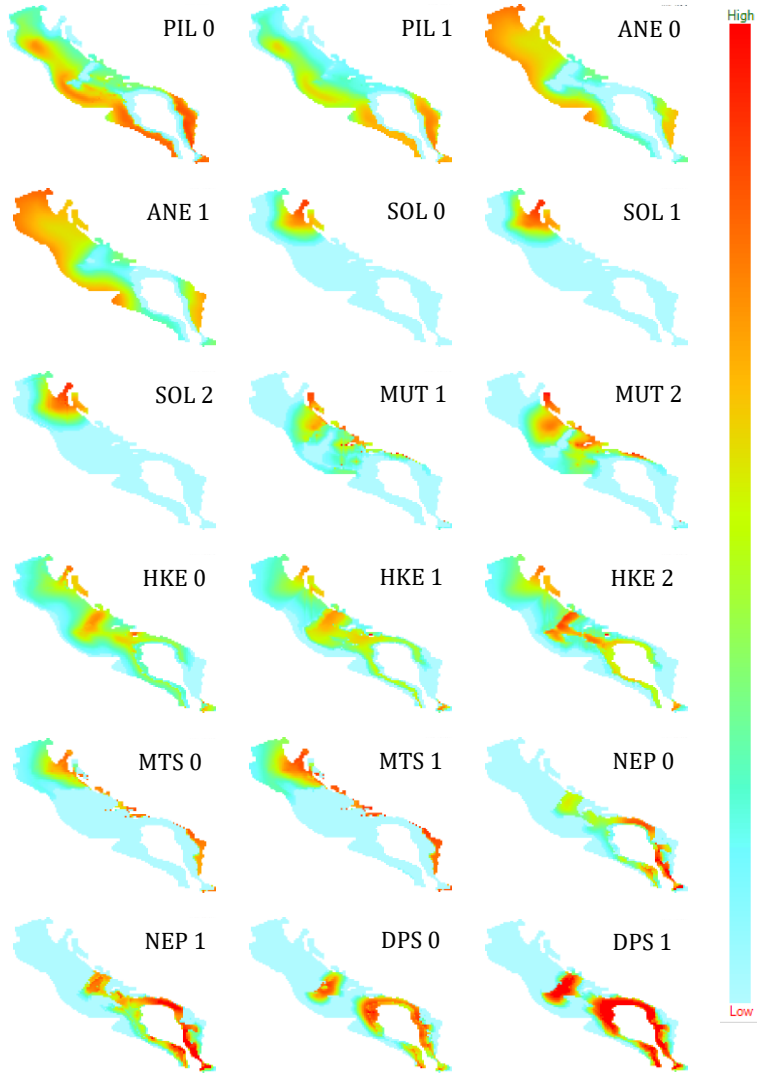 High
PIL 0
PIL 1
ANE 0
ANE 1
SOL 0
SOL 1
SOL 2
MUT 1
MUT 2
HKE 0
HKE 1
HKE 2
MTS 0
MTS 1
NEP 0
NEP 1
DPS 0
DPS 1
Low